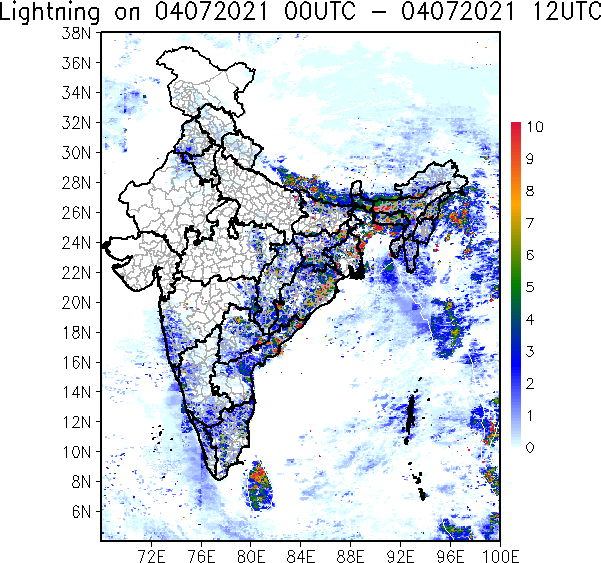 Lightning on 04072021 00UTC – 04072021 12UTC
38N
36N
34N
32N
30N
28N
26N
24N
22N
20N
18N
16N
14N
12N
10N
8N
6N
72E 76E 80E 84E 88E 92E 96E 100E
10
9
8
7
6
5
4
3
2
1
0